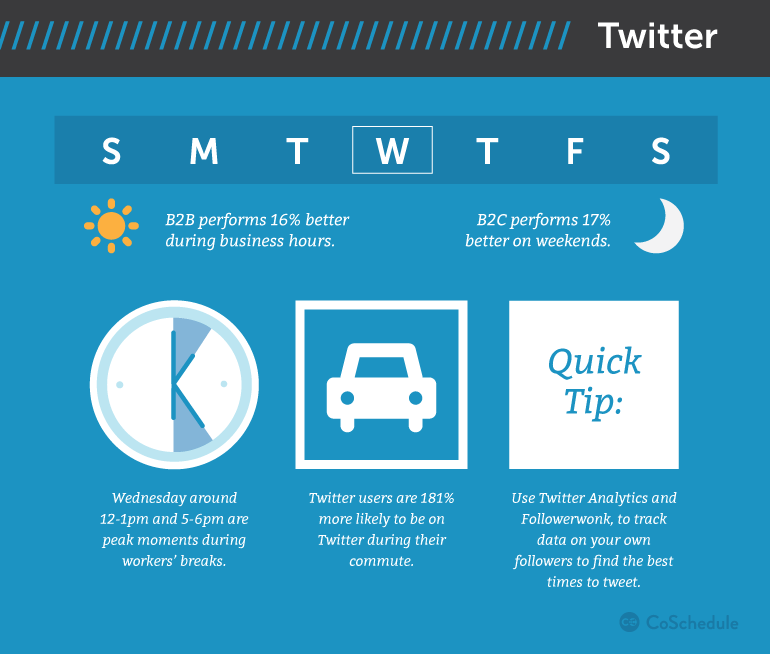 Twitter
S M T W T F S
B2B performs 16% better
during business hours.
B2C performs 17%
better on weekends.
Quick
Tip:
Wednesday around
12-1pm and 5-6pm are
peak moments during
workers’ breaks.
Twitter users are 181%
more likely to be on
Twitter during their
commute.
Use Twitter Analytics and
Followerwonk, to track
data on your own
followers to find the best
times to tweet.
CoSchedule